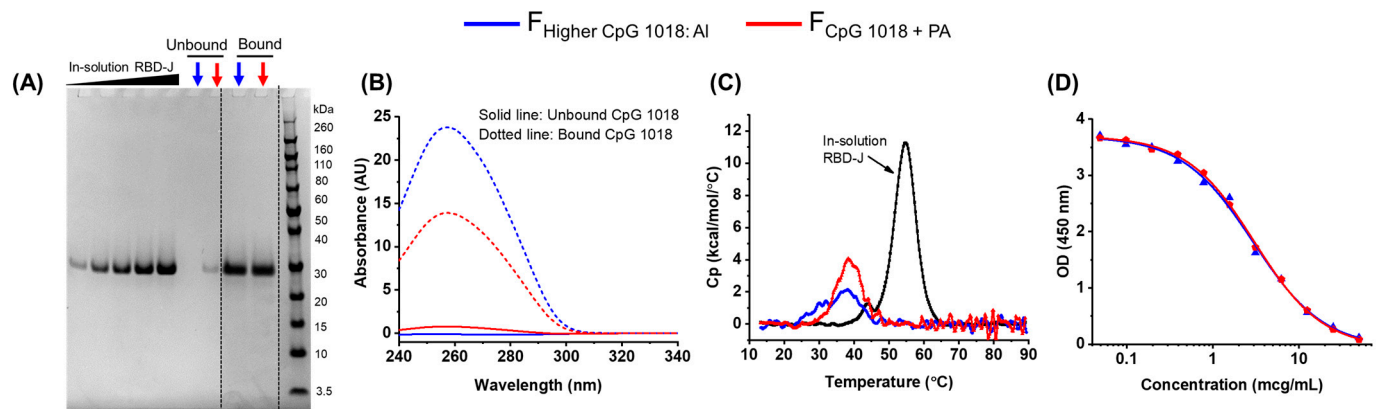 F Higher CpG 1018: Al
F CpG 1018 + PA
(A)
Unbound Bound
In-solution RBD-J
kDa
260
160
110
80
60
50
40
30
20
15
10
3.5
(B)
Solid line: Unbound CpG 1018
Dotted line: Bound CpG 1018
Absorbance (AU)
25
20
15
10
5
0
240 260 280 300 320 340
Wavelength (nm)
(C)
In-solution
RBD-J
Cp (kcal/mol/°C)
12
10
8
6
4
2
0
10 20 30 40 50 60 70 80 90
Temperature (°C)
(D)
OD (450 nm)
4
3
2
1
0
0.1 1 10
Concentration (mcg/mL)